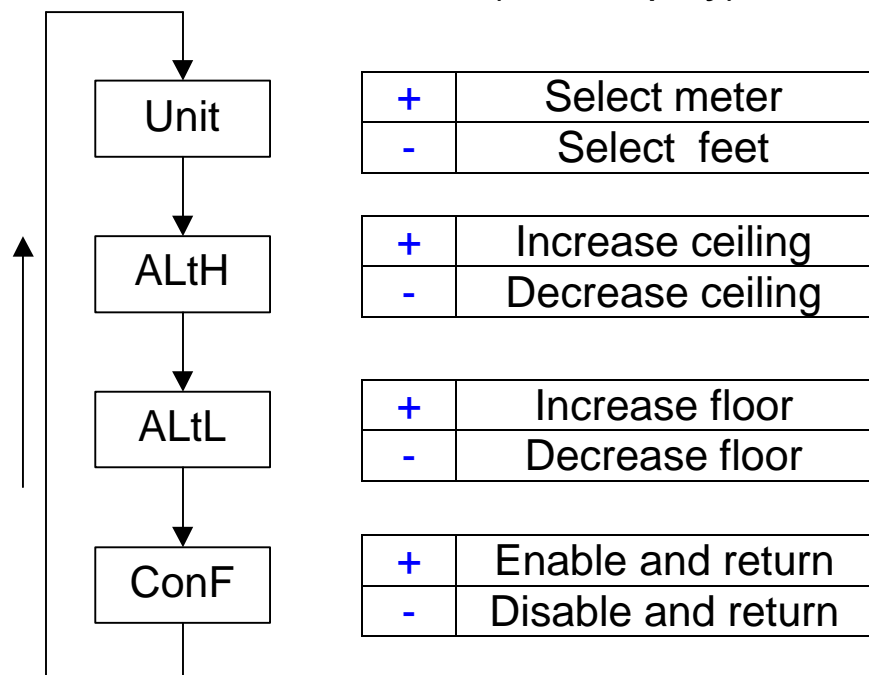 Unit
+ Select meter
- Select feet
ALtH
+ Increase ceiling
- Decrease ceiling
ALtL
+ Increase floor
- Decrease floor
ConF
+ Enable and return
- Disable and return